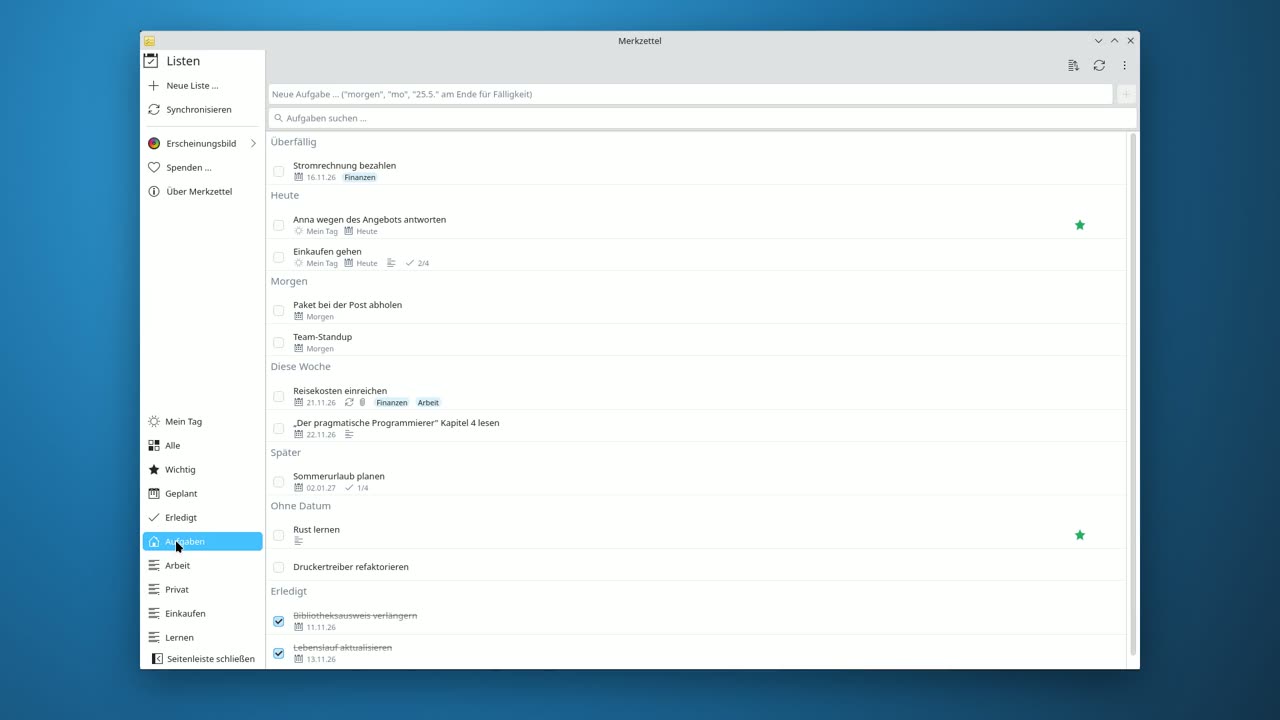 Merkzettel
Listen
Neue Liste ...
Synchronisieren
Erscheinungsbild
Spenden ...
Über Merkzettel
Mein Tag
Alle
Wichtig
Geplant
Erledigt
Aufgaben
Arbeit
Privat
Einkaufen
Lernen
Seitenleiste schließen
Neue Aufgabe ... ("morgen", "mo", "25.5." am Ende für Fälligkeit)
Aufgaben suchen ...
Überfällig
Stromrechnung bezahlen
16.11.26 Finanzen
Heute
Anna wegen des Angebots antworten
Mein Tag Heute
Einkaufen gehen
Mein Tag Heute 2/4
Morgen
Paket bei der Post abholen
Morgen
Team-Standup
Morgen
Diese Woche
Reisekosten einreichen
21.11.26 Finanzen Arbeit
„Der pragmatische Programmierer“ Kapitel 4 lesen
22.11.26
Später
Sommerurlaub planen
02.01.27 1/4
Ohne Datum
Rust lernen
Druckertreiber refaktorieren
Erledigt
Bibliotheksausweis verlängern
11.11.26
Lebenslauf aktualisieren
13.11.26